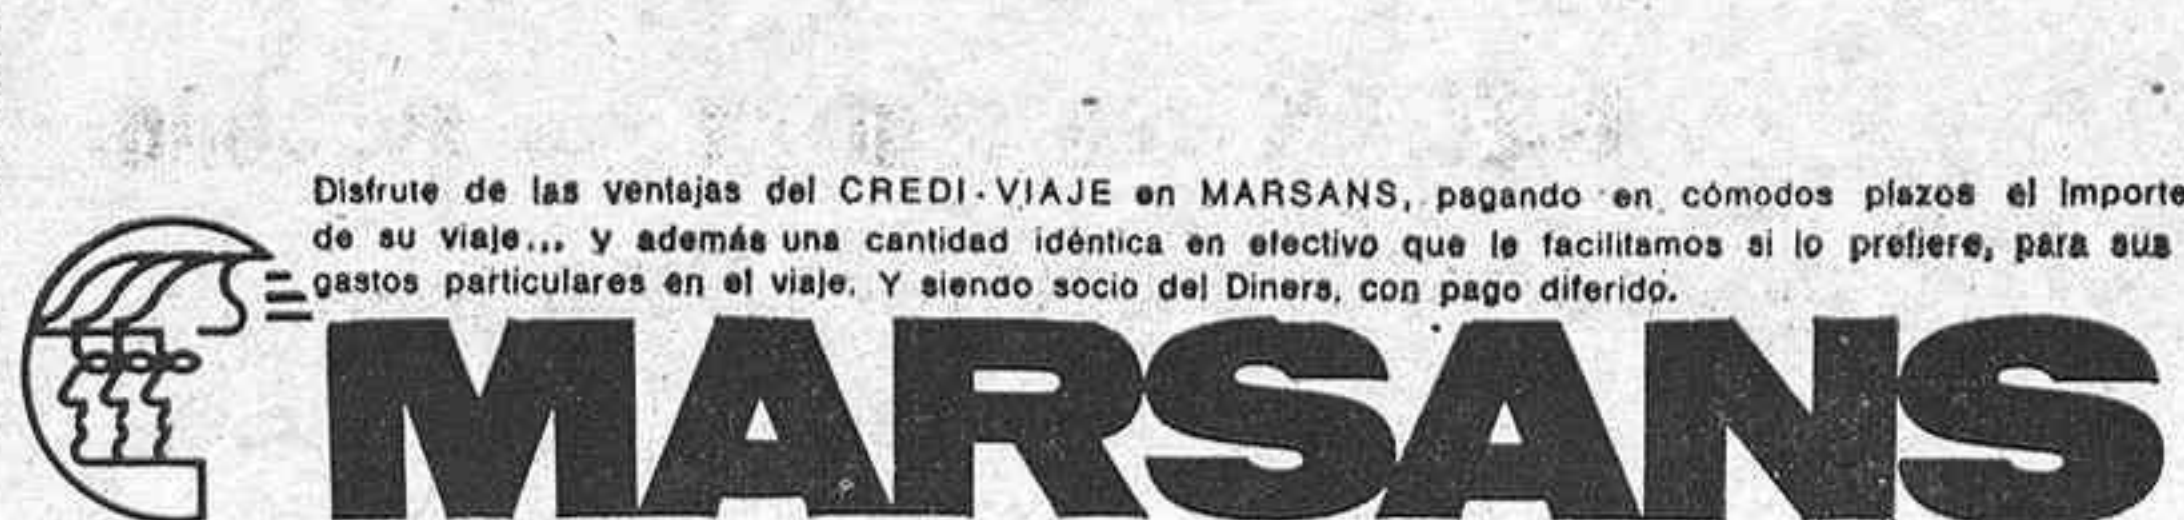 Disfrute de las ventajas del CREDI-VIAJE en MARSANS, pagando en cómodos plazos el importe
de su viaje... y además una cantidad idéntica en efectivo que le facilitamos si lo prefiere, para sus
gastos particulares en el viaje. Y siendo socio del Diners, con pago diferido.
MARSANS